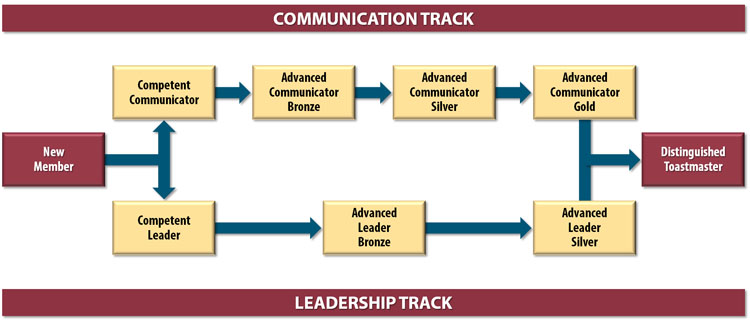 COMMUNICATION TRACK
Competent
Communicator
Advanced
Communicator
Bronze
Advanced
Communicator
Silver
Advanced
Communicator
Gold
New
Member
Distinguished
Toastmaster
Competent
Leader
Advanced
Leader
Bronze
Advanced
Leader
Silver
LEADERSHIP TRACK